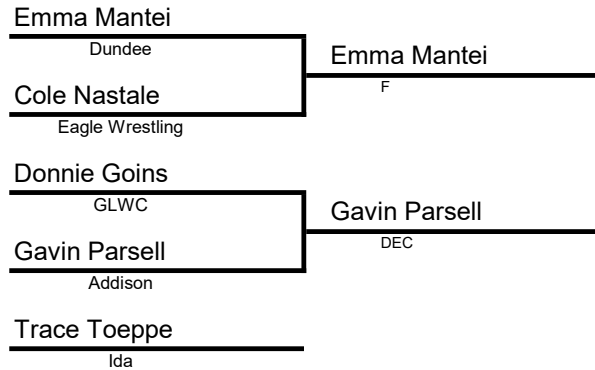 Emma Mantei
Dundee
Emma Mantei
F
Cole Nastale
Eagle Wrestling
Donnie Goins
GLWC
Gavin Parsell
DEC
Gavin Parsell
Addison
Trace Toeppe
Ida